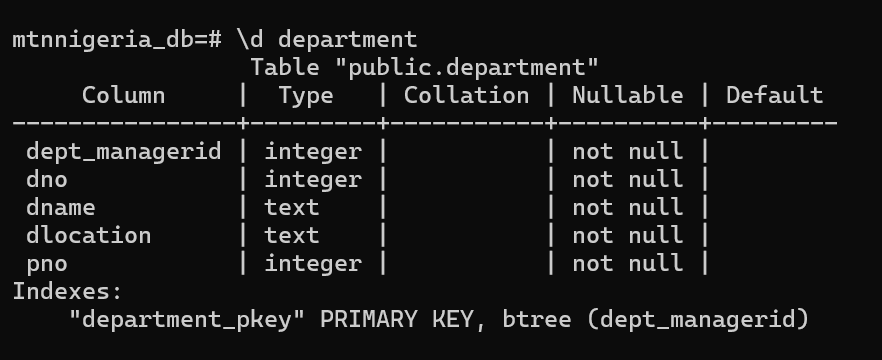 mtnnigeria_db=# \d department
                 Table "public.department"
     Column     |  Type   | Collation | Nullable | Default
----------------+---------+-----------+----------+---------
 dept_managerid | integer |           | not null |
 dno            | integer |           | not null |
 dname          | text    |           | not null |
 dlocation      | text    |           | not null |
 pno            | integer |           | not null |
Indexes:
    "department_pkey" PRIMARY KEY, btree (dept_managerid)